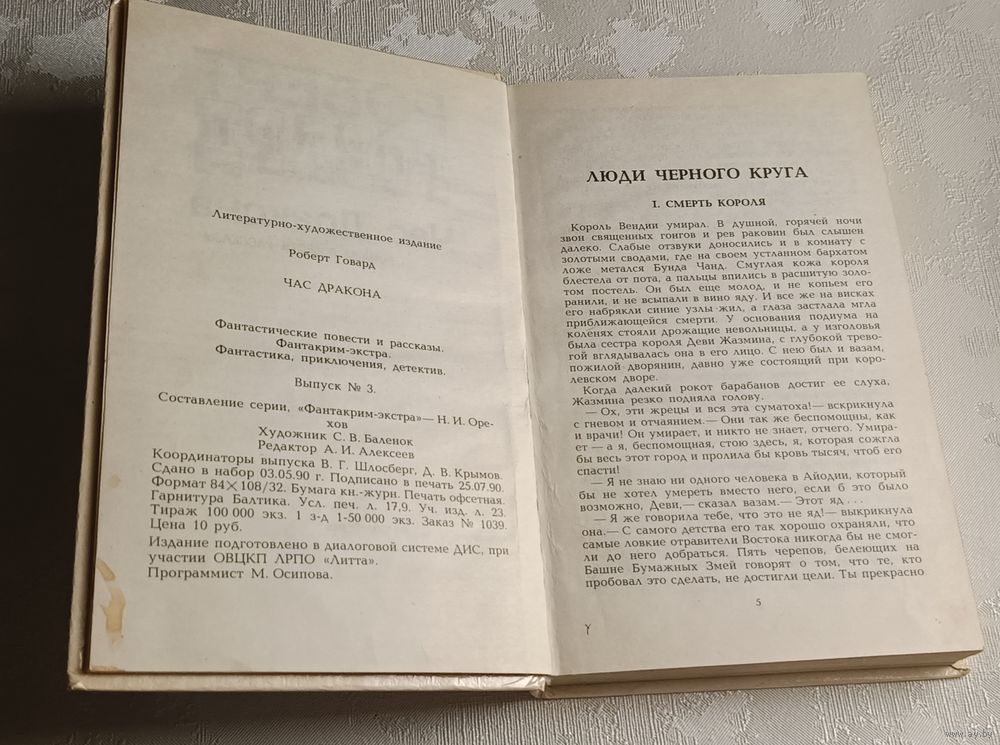 Литературно-художественное издание
Роберт Говард
ЧАС ДРАКОНА
Фантастические повести и рассказы.
Фантакрим-экстра.
Фантастика, приключения, детектив.
Выпуск № 3.
Составление серии, «Фантакрим-экстра»— Н. И. Оре-
хов
Художник С. В. Баленок
Редактор А. И. Алексеев
Координаторы выпуска В. Г. Шлосберг, Д. В. Крымов.
Сдано в набор 03.05.90 г. Подписано в печать 25.07.90.
Формат 84×108/32. Бумага кн.-журн. Печать офсетная.
Гарнитура Балтика. Усл. печ. л. 17,9. Уч. изд. л. 23.
Тираж 100 000 экз. 1 з-д 1-50 000 экз. Заказ № 1039.
Цена 10 руб.
Издание подготовлено в диалоговой системе ДИС, при
участии ОВЦКП ЛРПО «Литта».
Программист М. Осипова.
ЛЮДИ ЧЕРНОГО КРУГА
I. СМЕРТЬ КОРОЛЯ
Король Вендии умирал. В душной, горячей ночи
звон священных гонгов и рев раковин был слышен
далеко. Слабые отзвуки доносились и в комнату с
золотыми сводами, где на своем устланном бархатом
ложе метался Бунда Чанд. Смуглая кожа короля
блестела от пота, а пальцы впились в расшитую золо-
том постель. Он был еще молод, и не копьем его
ранили, и не всыпали в вино яду. И все же на висках
его набрякли синие узлы жил, а глаза застлала мгла
приближающейся смерти. У основания подиума на
коленях стояли дрожащие невольницы, а у изголовья
была сестра короля Деви Жазмина, с глубокой трево-
гой вглядывалась она в его лицо. С нею был и вазам,
пожилой дворянин, давно уже состоящий при коро-
левском дворе.
Когда далекий рокот барабанов достиг ее слуха,
Жазмина резко подняла голову.
— Ох, эти жрецы и вся эта суматоха!— вскрикнула
с гневом и отчаянием.— Они так же беспомощны, как
и врачи! Он умирает, и никто не знает, отчего. Умира-
ет — а я, беспомощная, стою здесь, я, которая сожгла
бы весь этот город и пролила бы кровь тысяч, чтоб его
спасти!
— Я не знаю ни одного человека в Айодии, который
бы не хотел умереть вместо него, если б это было
возможно, Деви,— сказал вазам.— Этот яд . . .
— Я же говорила тебе, что это не яд!— выкрикнула
она.— С самого детства его так хорошо охраняли, что
самые ловкие отравители Востока никогда бы не смог-
ли до него добраться. Пять черепов, белеющих на
Башне Бумажных Змей говорят о том, что те, кто
пробовал это сделать, не достигли цели. Ты прекрасно
5
www.ay.by